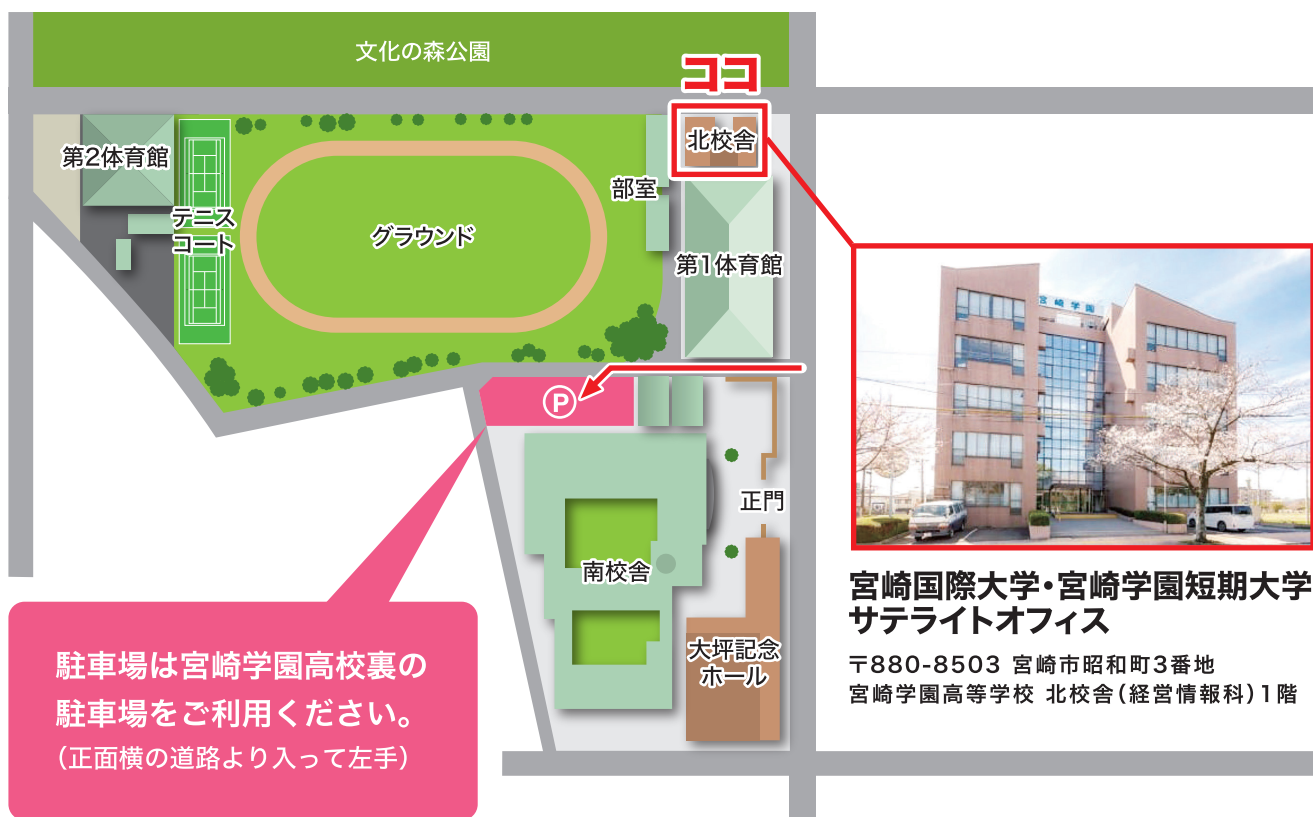 文化の森公園
ココ
北校舎
第2体育館
部室
テニス
コート
グラウンド
第1体育館
宮崎学園
P
正門
南校舎
大坪記念
ホール
宮崎国際大学・宮崎学園短期大学
サテライトオフィス
〒880-8503 宮崎市昭和町3番地
宮崎学園高等学校 北校舎(経営情報科)1階
駐車場は宮崎学園高校裏の
駐車場をご利用ください。
(正面横の道路より入って左手)